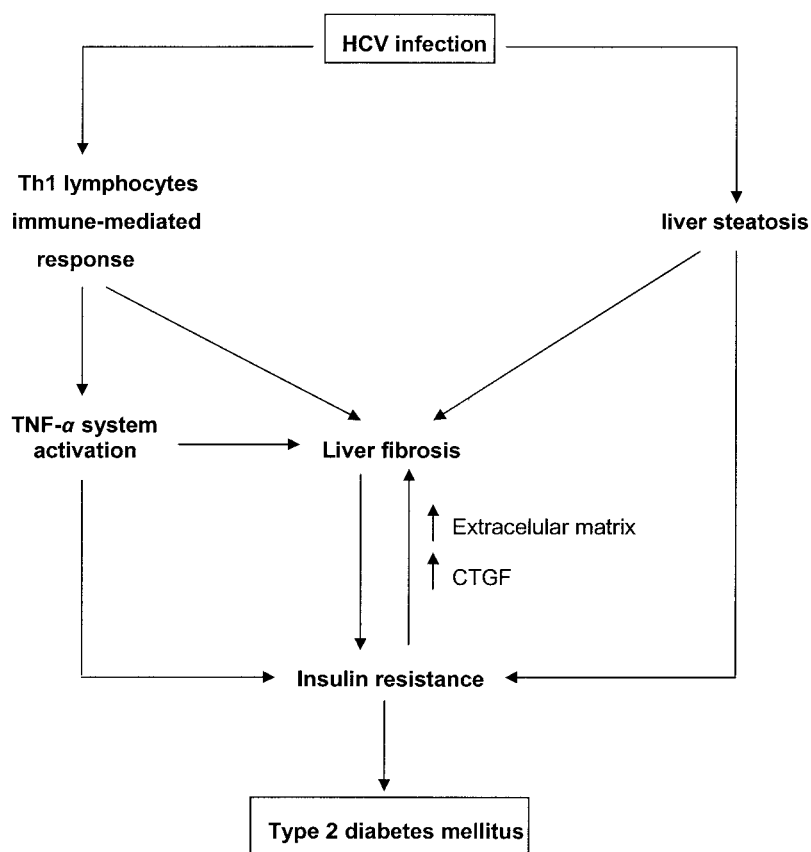 HCV infection
Th1 lymphocytes
immune-mediated
response
liver steatosis
TNF-α system
activation
Liver fibrosis
Extracelular matrix
CTGF
Insulin resistance
Type 2 diabetes mellitus